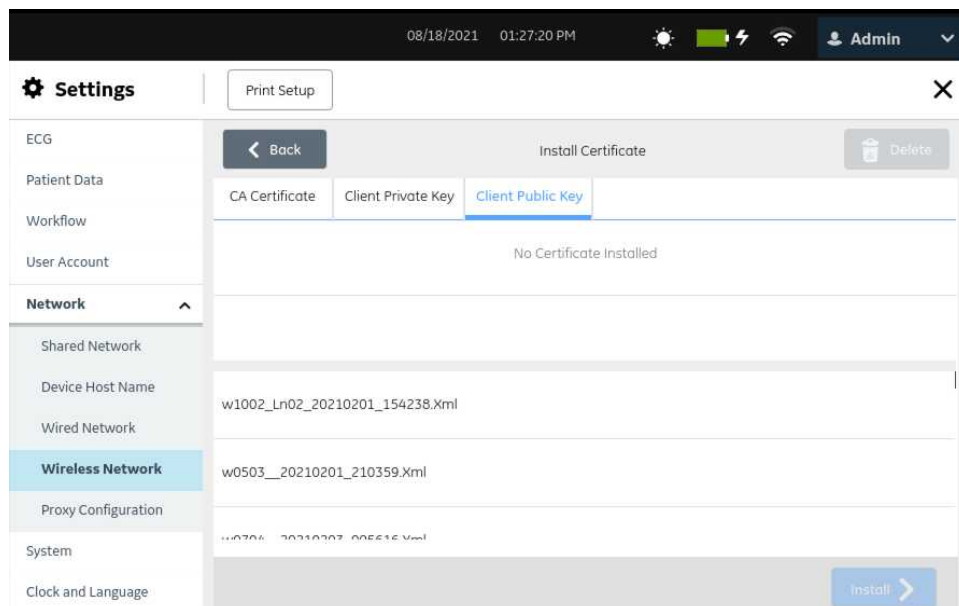 08/18/2021 01:27:20 PM Admin
Settings
Print Setup
ECG
Patient Data
Workflow
User Account
Network
Shared Network
Device Host Name
Wired Network
Wireless Network
Proxy Configuration
System
Clock and Language
Back
Install Certificate
Delete
CA Certificate Client Private Key Client Public Key
No Certificate Installed
w1002_Ln02_20210201_154238.Xml
w0503__20210201_210359.Xml
Install